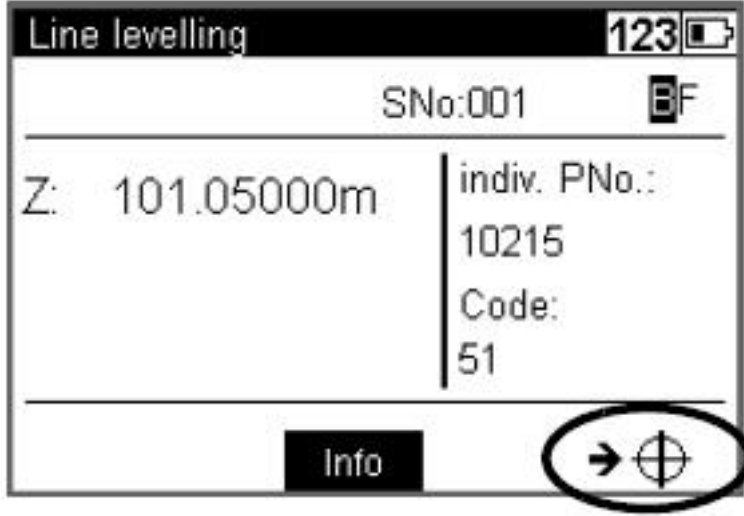 Line levelling 123
SNo:001 BF
Z: 101.05000m
indiv. PNo.:
10215
Code:
51
Info